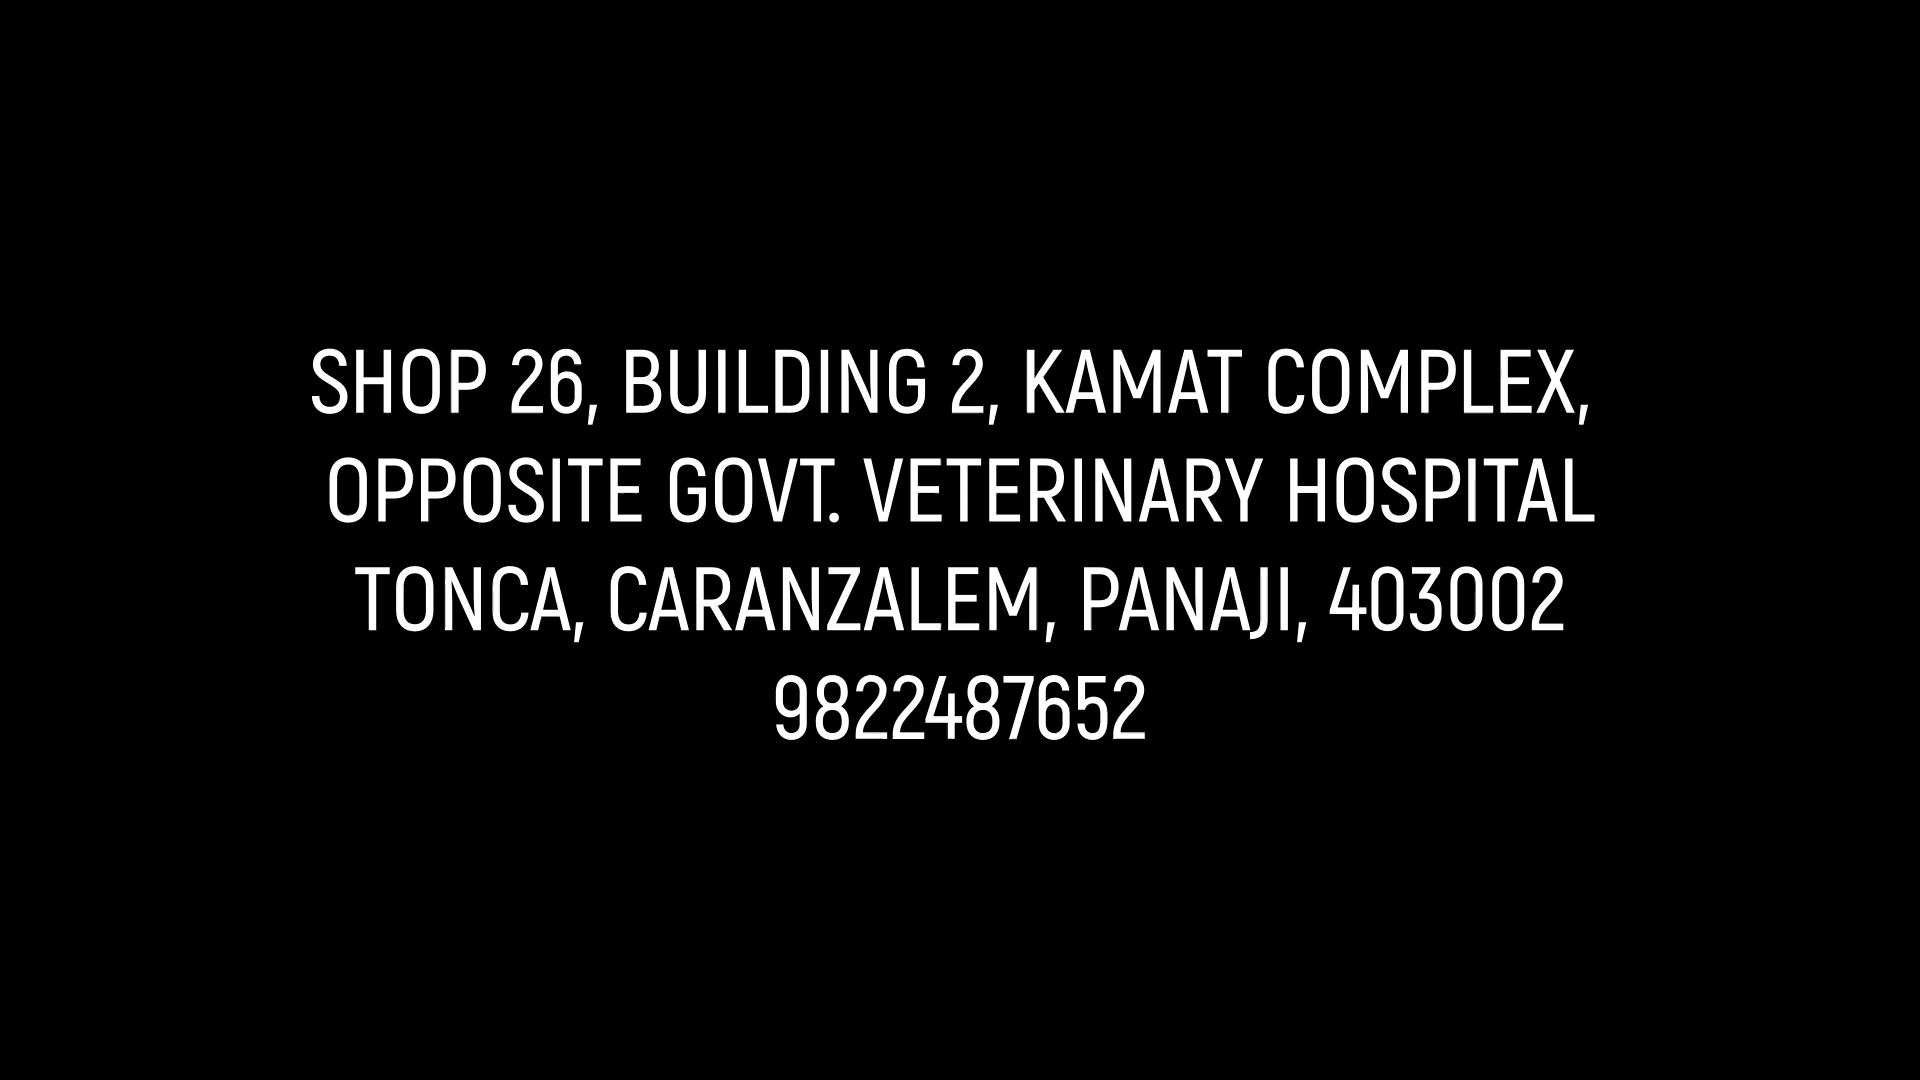 SHOP 26, BUILDING 2, KAMAT COMPLEX,
OPPOSITE GOVT. VETERINARY HOSPITAL
TONCA, CARANZALEM, PANAJI, 403002
9822487652